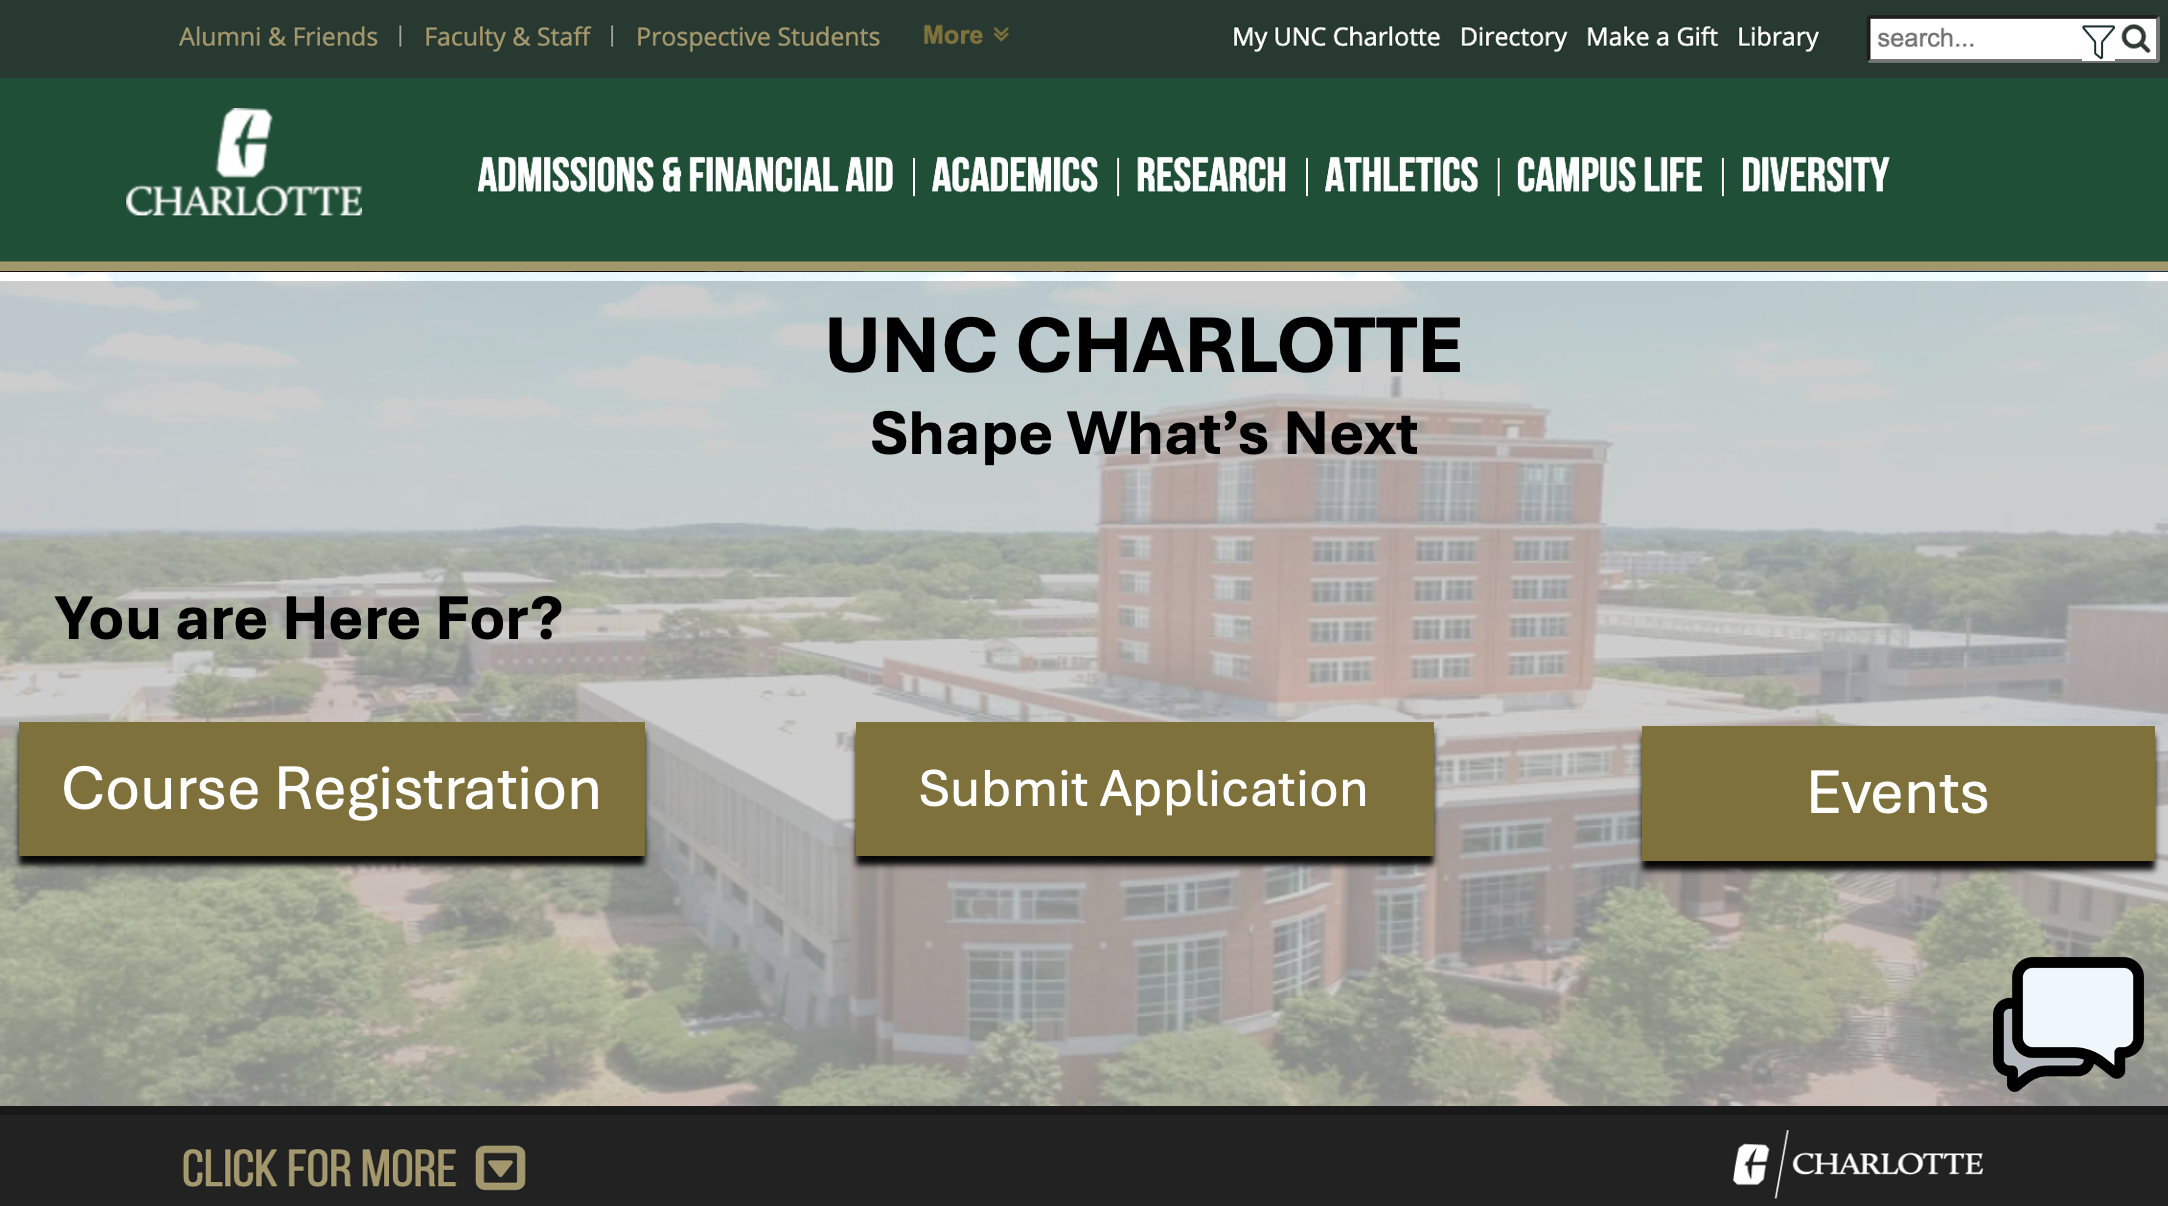 Alumni & Friends | Faculty & Staff | Prospective Students More My UNC Charlotte Directory Make a Gift Library search...
CHARLOTTE
ADMISSIONS & FINANCIAL AID | ACADEMICS | RESEARCH | ATHLETICS | CAMPUS LIFE | DIVERSITY
UNC CHARLOTTE
Shape What’s Next
You are Here For?
Course Registration
Submit Application
Events
CLICK FOR MORE
CHARLOTTE